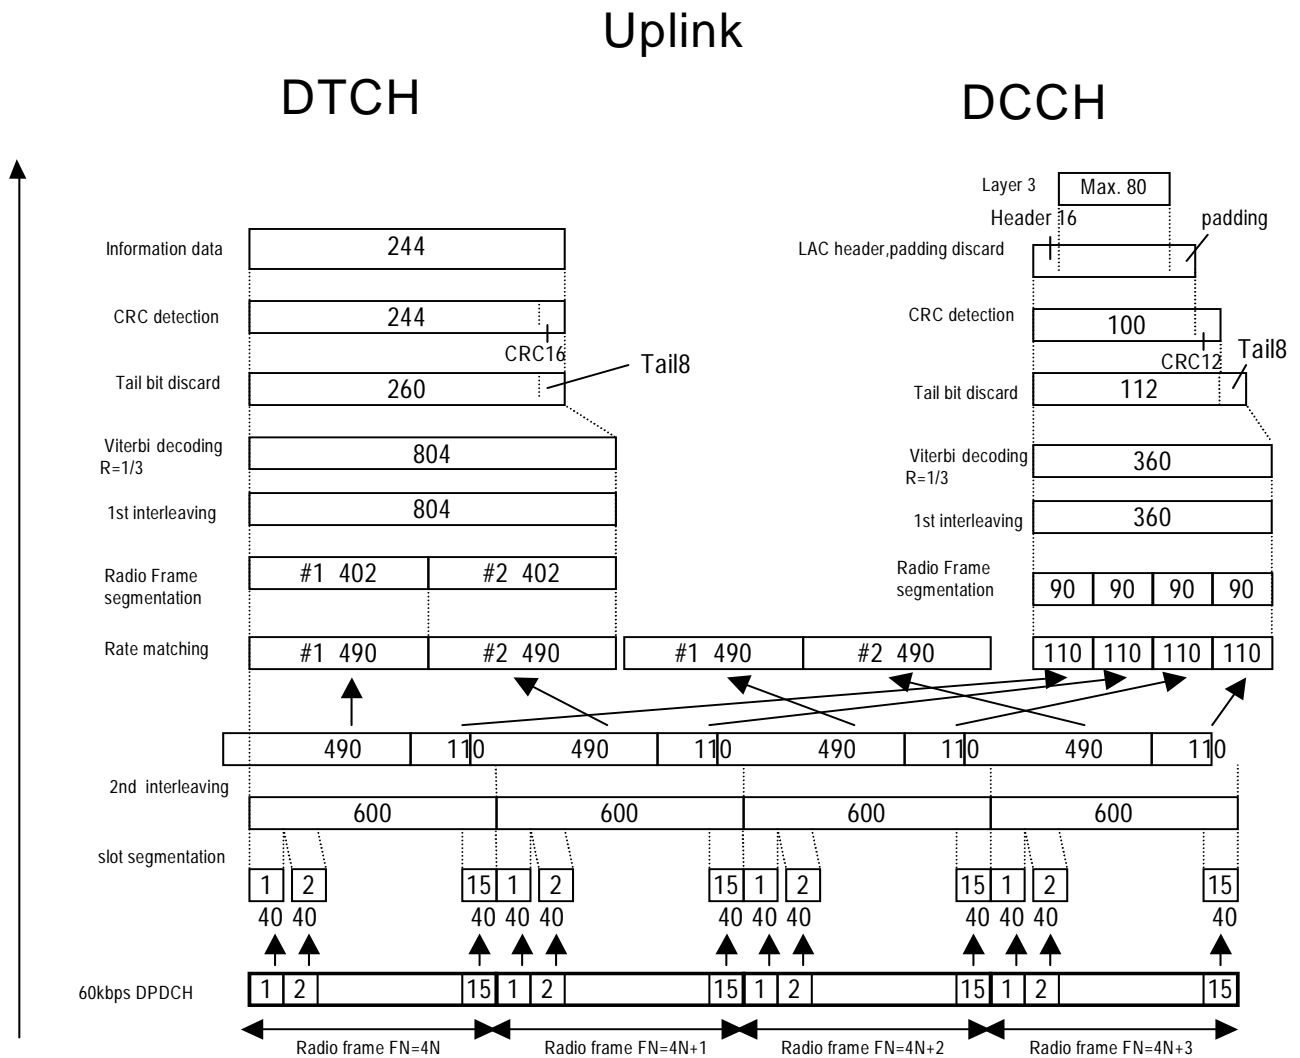 Uplink
DTCH
DCCH
Layer 3
Max. 80
Header 16
padding
Information data
244
LAC header,padding discard
CRC detection
244
CRC16
CRC detection
100
CRC12
Tail8
Tail8
Tail bit discard
260
Tail bit discard
112
Viterbi decoding
R=1/3
804
Viterbi decoding
R=1/3
360
1st interleaving
804
1st interleaving
360
Radio Frame
segmentation
#1 402
#2 402
Radio Frame
segmentation
90 90 90 90
Rate matching
#1 490
#2 490
#1 490
#2 490
110 110 110 110
490 110 490 110 490 110 490 110
2nd interleaving
600 600 600 600
slot segmentation
1 2 15 1 2 15 1 2 15 1 2 15
40 40 40 40 40 40 40 40 40 40 40 40
60kbps DPDCH
1 2 15 1 2 15 1 2 15 1 2 15
Radio frame FN=4N
Radio frame FN=4N+1
Radio frame FN=4N+2
Radio frame FN=4N+3